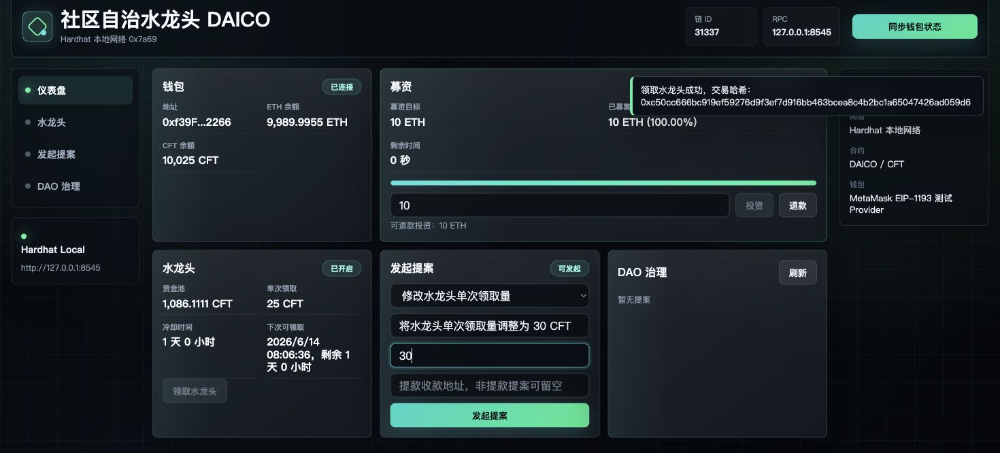 社区自治水龙头 DAICO
Hardhat 本地网络 0x7a69
链 ID
31337
RPC
127.0.0.1:8545
同步钱包状态
仪表盘
水龙头
发起提案
DAO 治理
Hardhat Local
http://127.0.0.1:8545
钱包
已连接
地址
0xf39F...2266
ETH 余额
9,989.9955 ETH
CFT 余额
10,025 CFT
募资
募资目标
10 ETH
已募集
10 ETH (100.00%)
剩余时间
0 秒
10
投资
退款
可退款投资：10 ETH
领取水龙头成功，交易哈希：
0xc50cc666bc919ef59276d9f3ef7d916bb463bcea8c4b2bc1a65047426ad059d6
网络
Hardhat 本地网络
合约
DAICO / CFT
钱包
MetaMask EIP-1193 测试
Provider
水龙头
已开启
资金池
1,086.1111 CFT
单次领取
25 CFT
冷却时间
1 天 0 小时
下次可领取
2026/6/14
08:06:36，剩余 1
天 0 小时
领取水龙头
发起提案
可发起
修改水龙头单次领取量
将水龙头单次领取量调整为 30 CFT
30
提款收款地址，非提款提案可留空
发起提案
DAO 治理
刷新
暂无提案